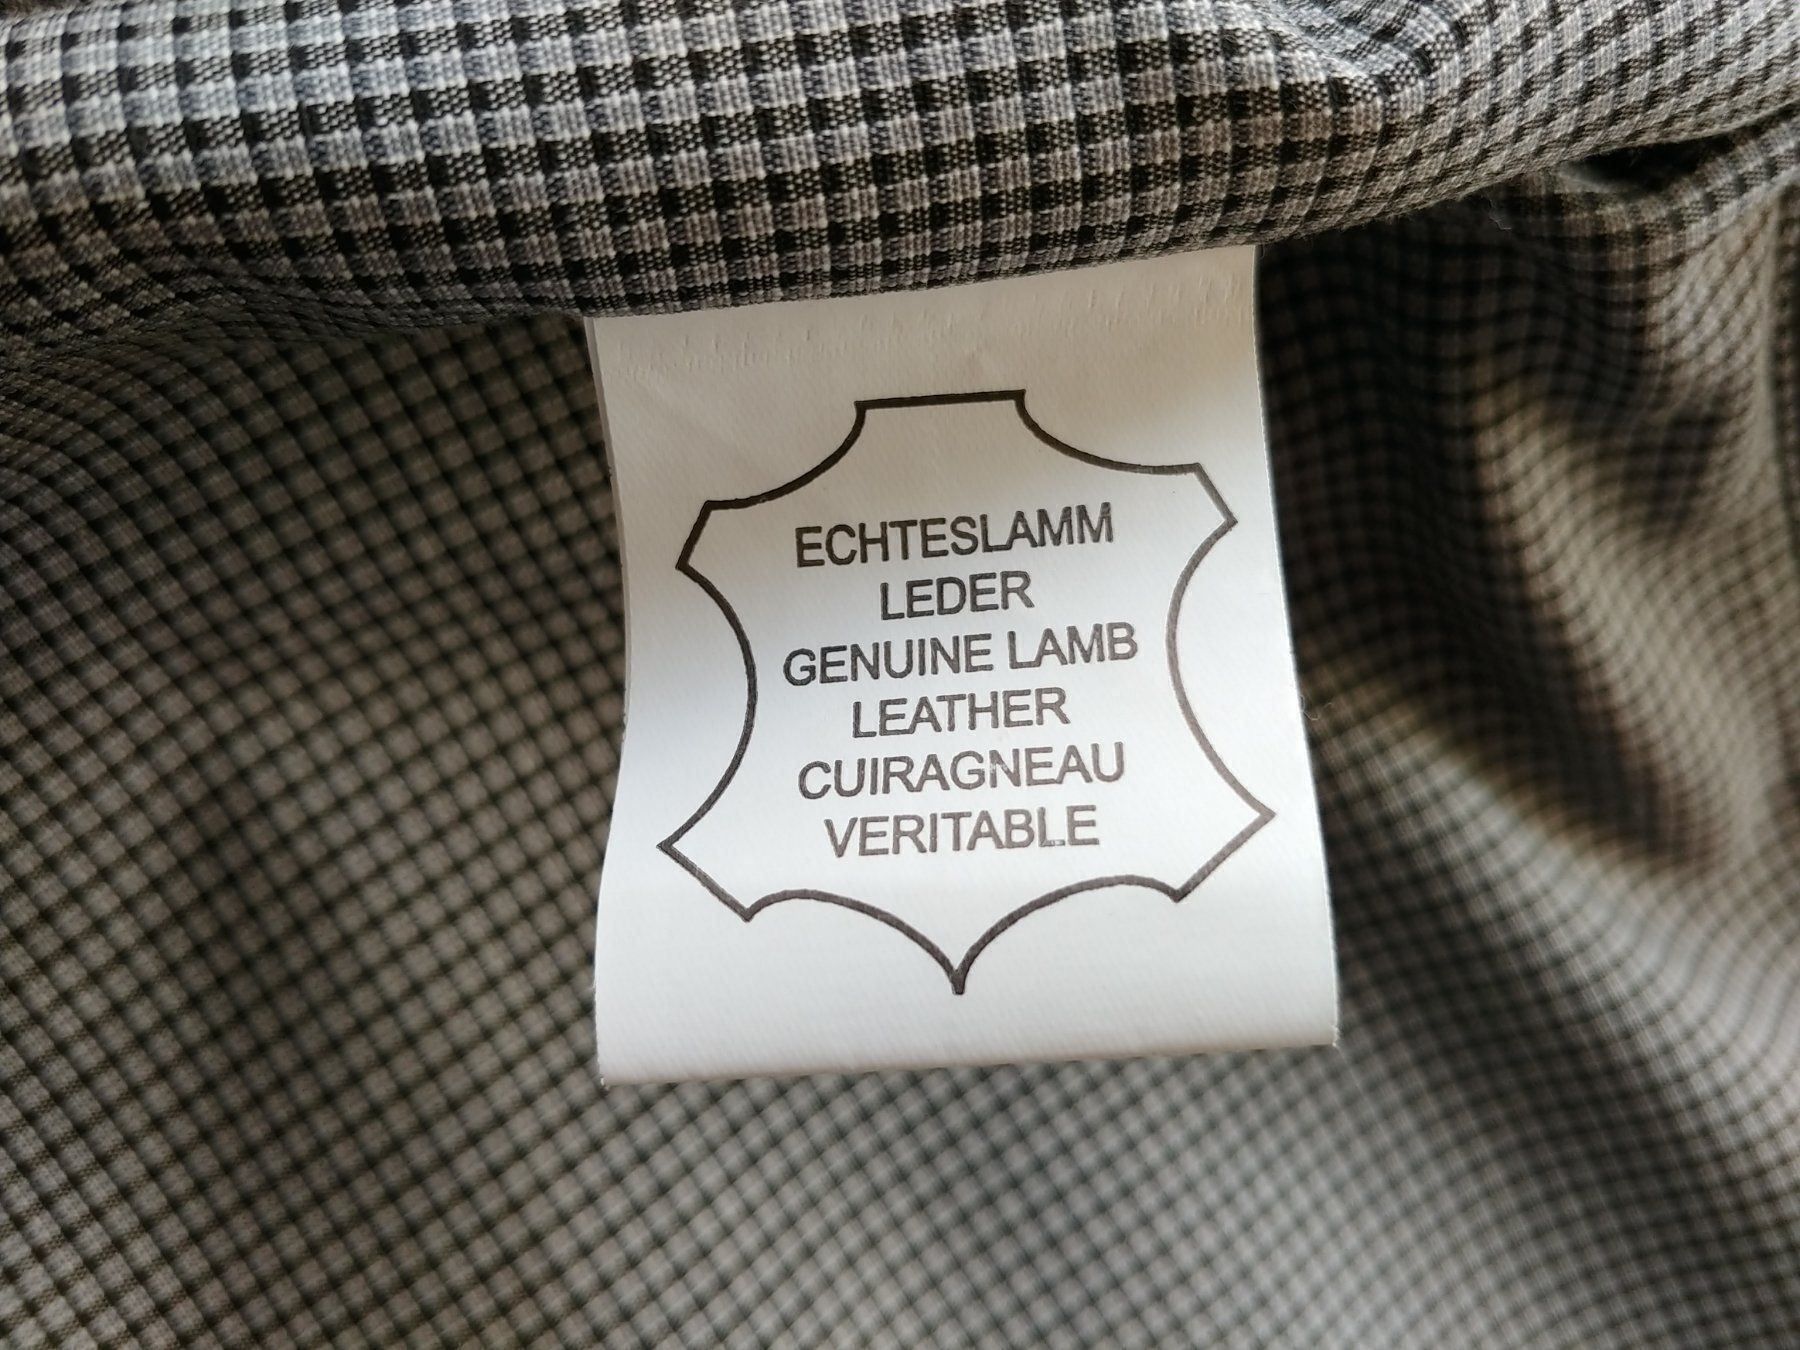 ECHTESLAMM
LEDER
GENUINE LAMB
LEATHER
CUIRAGNEAU
VERITABLE